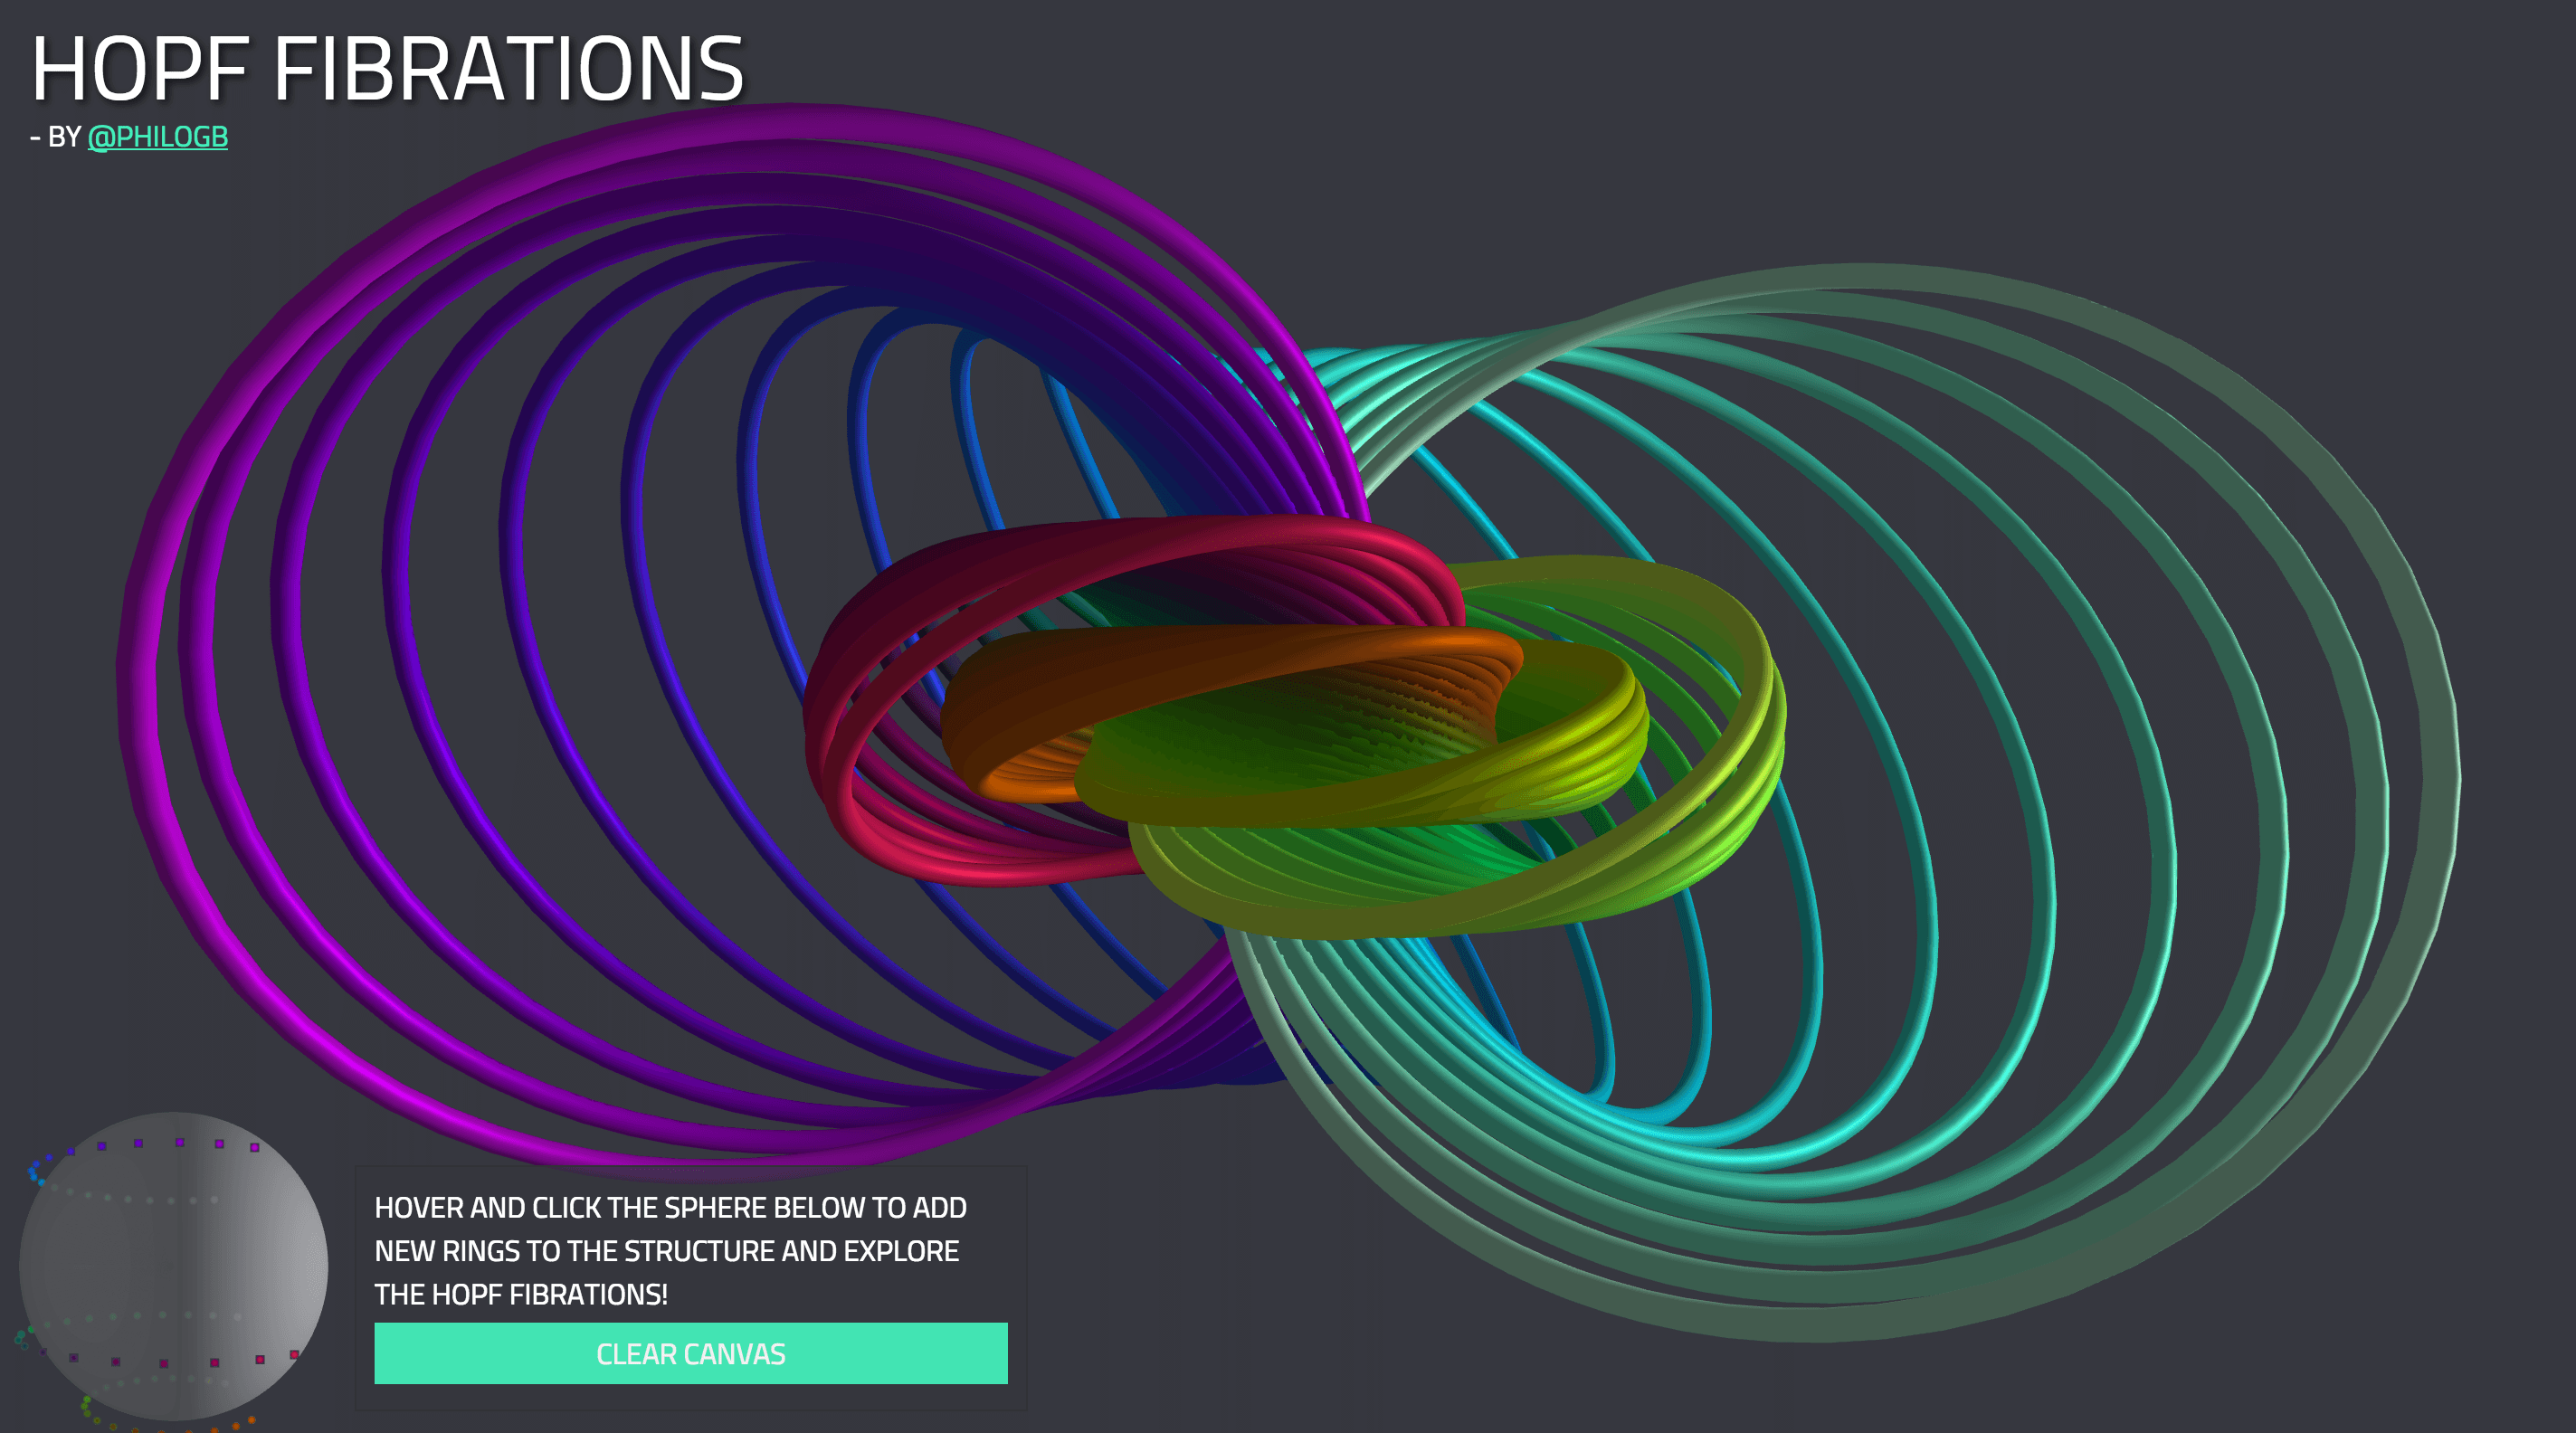 HOPF FIBRATIONS
- BY @PHILOGB
HOVER AND CLICK THE SPHERE BELOW TO ADD
NEW RINGS TO THE STRUCTURE AND EXPLORE
THE HOPF FIBRATIONS!
CLEAR CANVAS